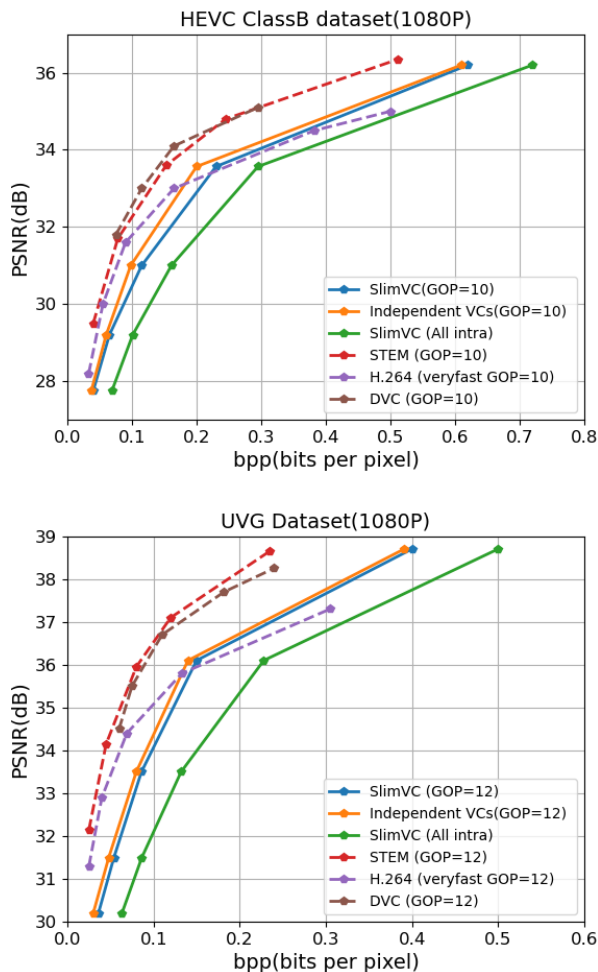 HEVC ClassB dataset(1080P)
PSNR(dB)
36
34
32
30
28
SlimVC(GOP=10)
Independent VCs(GOP=10)
SlimVC (All intra)
STEM (GOP=10)
H.264 (veryfast GOP=10)
DVC (GOP=10)
0.0 0.1 0.2 0.3 0.4 0.5 0.6 0.7 0.8
bpp(bits per pixel)
UVG Dataset(1080P)
PSNR(dB)
39
38
37
36
35
34
33
32
31
30
SlimVC (GOP=12)
Independent VCs(GOP=12)
SlimVC (All intra)
STEM (GOP=12)
H.264 (veryfast GOP=12)
DVC (GOP=12)
0.0 0.1 0.2 0.3 0.4 0.5 0.6
bpp(bits per pixel)